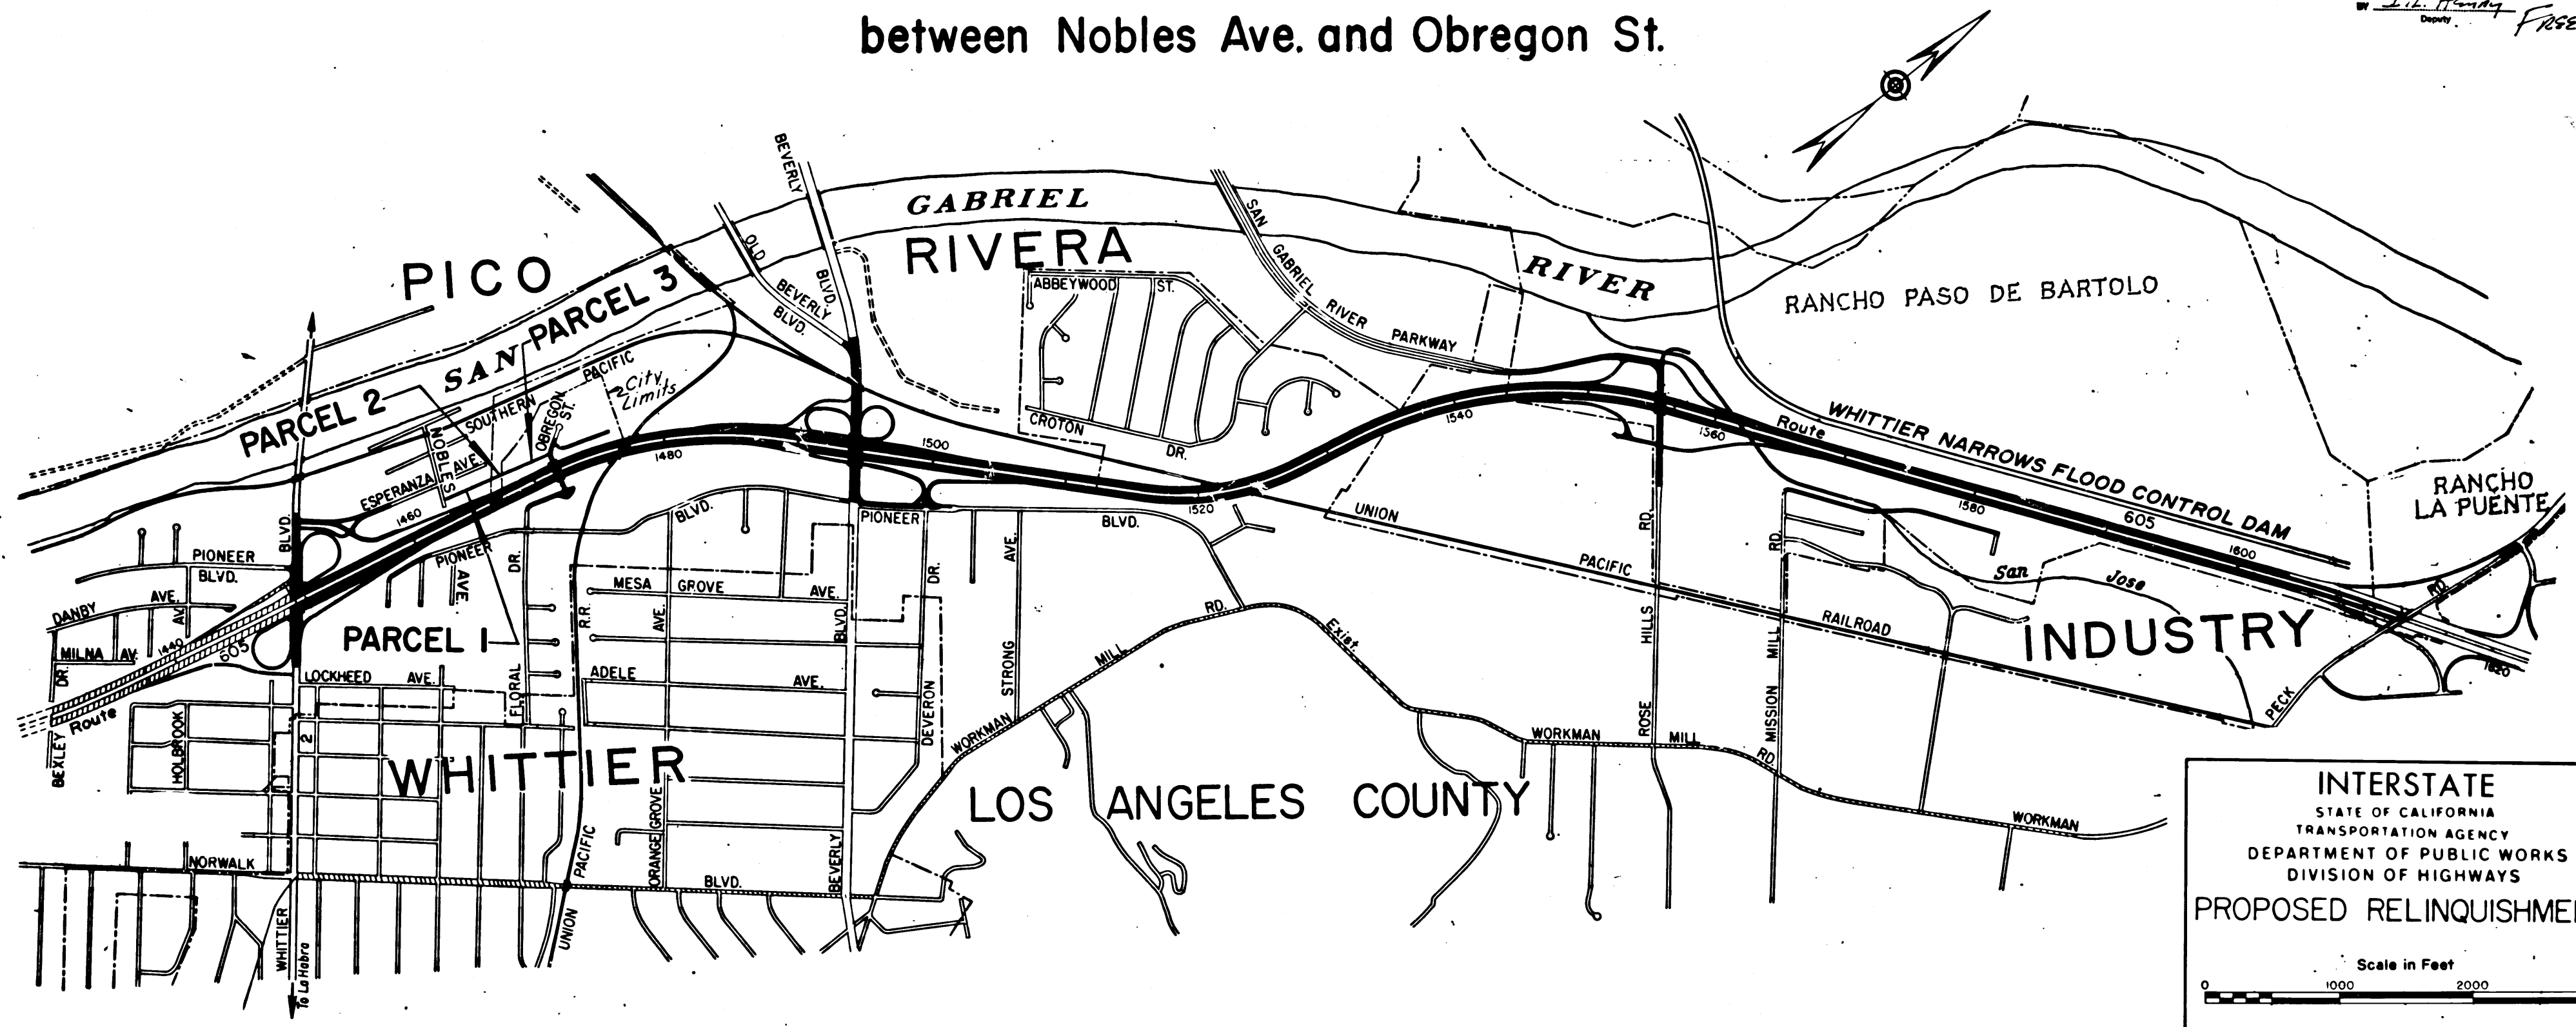 between Nobles Ave. and Obregon St.
BY
Deputy
BEVERLY
BLVD.
OLD
BEVERLY
BLVD.
GABRIEL
RIVERA
PICO
SAN
PARCEL 3
PARCEL 2
SAN GABRIEL RIVER PARKWAY
RIVER
RANCHO PASO DE BARTOLO
ABBEYWOOD ST.
CROTON DR.
SOUTHERN PACIFIC
City Limits
OBREGON ST.
NOBLES
ESPERANZA AVE.
1460
1480
1500
1520
1540
1560
Route
WHITTIER NARROWS FLOOD CONTROL DAM
605
1580
1600
1620
RANCHO
LA PUENTE
PIONEER
BLVD.
BLVD.
DANBY AVE.
AV.
MILNA AV.
DR.
1440
605
Route
BEXLEY
HOLBROOK
PARCEL 1
PIONEER
AVE.
DR.
FLORAL
BLVD.
R.R.
MESA GROVE AVE.
AVE.
ADELE AVE.
LOCKHEED AVE.
2
WHITTIER
PIONEER BLVD.
DR.
DEVERON
AVE.
STRONG
BLVD.
BEVERLY
ORANGE GROVE
WORKMAN MILL RD.
Exist.
UNION PACIFIC RAILROAD
RD.
HILLS
ROSE
RD.
MILL
MISSION
San Jose
INDUSTRY
RD.
PECK
WORKMAN MILL RD.
WORKMAN
LOS ANGELES COUNTY
NORWALK BLVD.
WHITTIER
To La Habra
UNION PACIFIC
INTERSTATE
STATE OF CALIFORNIA
TRANSPORTATION AGENCY
DEPARTMENT OF PUBLIC WORKS
DIVISION OF HIGHWAYS
PROPOSED RELINQUISHME
Scale in Feet
0 1000 2000